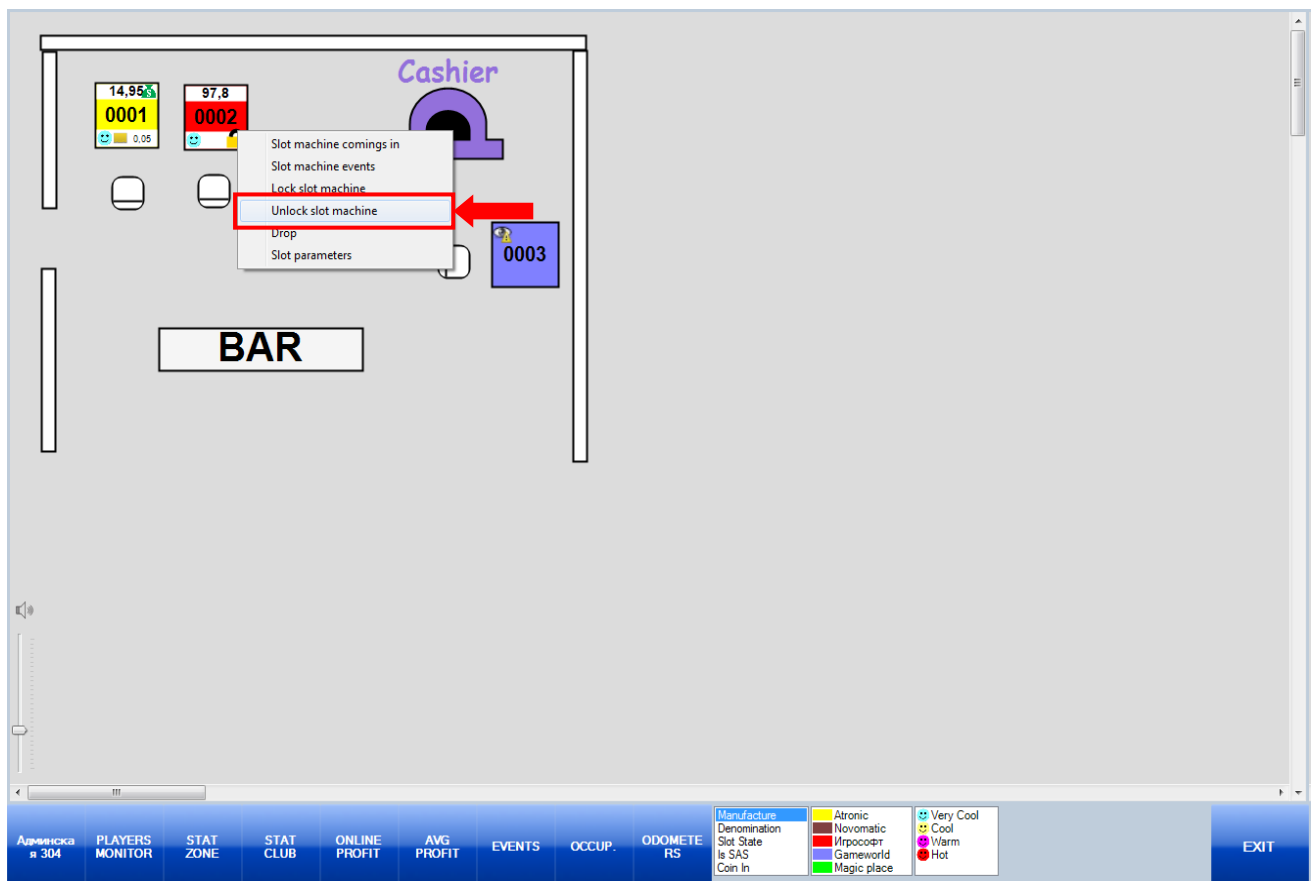 Cashier
14,95
0001
0,05
97,8
0002
Slot machine comings in
Slot machine events
Lock slot machine
Unlock slot machine
Drop
Slot parameters
0003
BAR
Админска
я 304
PLAYERS
MONITOR
STAT
ZONE
STAT
CLUB
ONLINE
PROFIT
AVG
PROFIT
EVENTS
OCCUP.
ODOMETE
RS
Manufacture
Denomination
Slot State
Is SAS
Coin In
Atronic
Novomatic
Игрософт
Gameworld
Magic place
Very Cool
Cool
Warm
Hot
EXIT